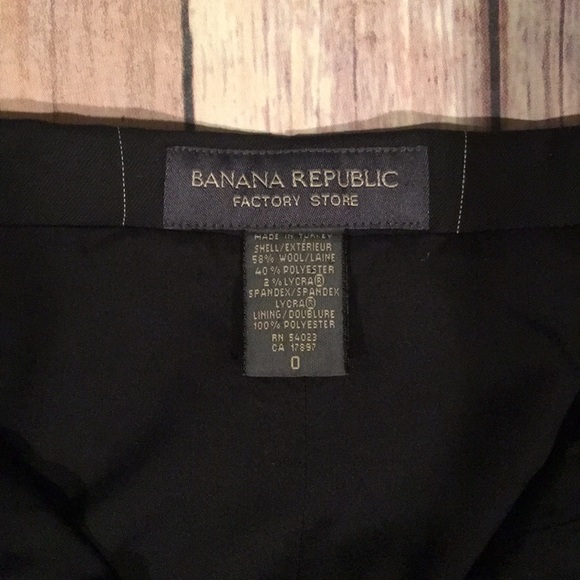 BANANA REPUBLIC
FACTORY STORE
MADE IN TURKEY
SHELL/EXTÉRIEUR
58% WOOL/LAINE
40% POLYESTER
2% LYCRA®
SPANDEX/SPANDEX
LYCRA®
LINING/DOUBLURE
100% POLYESTER
RN 54023
CA 17897
0